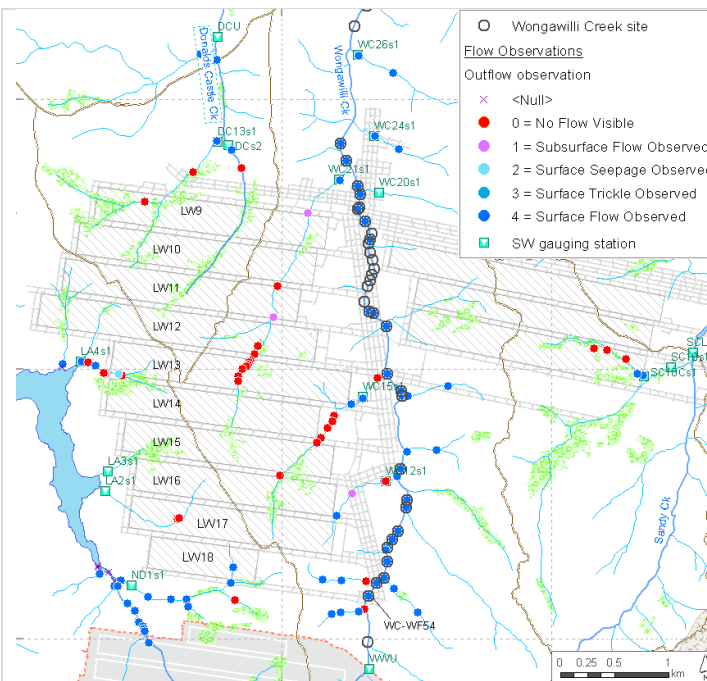 Wongawilli Creek site
Flow Observations
Outflow observation
<Null>
0 = No Flow Visible
1 = Subsurface Flow Observed
2 = Surface Seepage Observed
3 = Surface Trickle Observed
4 = Surface Flow Observed
SW gauging station
DCU
Donalds Castle Ck
Wongawilli Ck
WC26s1
DC13s1
DCs2
WC24s1
WC21s1
WC20s1
LW9
LW10
LW11
LW12
LW13
LW14
LW15
LW16
LW17
LW18
LA4s1
LA3s1
LA2s1
ND1s1
WC15s1
WC12s1
SCL
Sandy Ck
WC-WF54
WWU
0 0.25 0.5 1
km